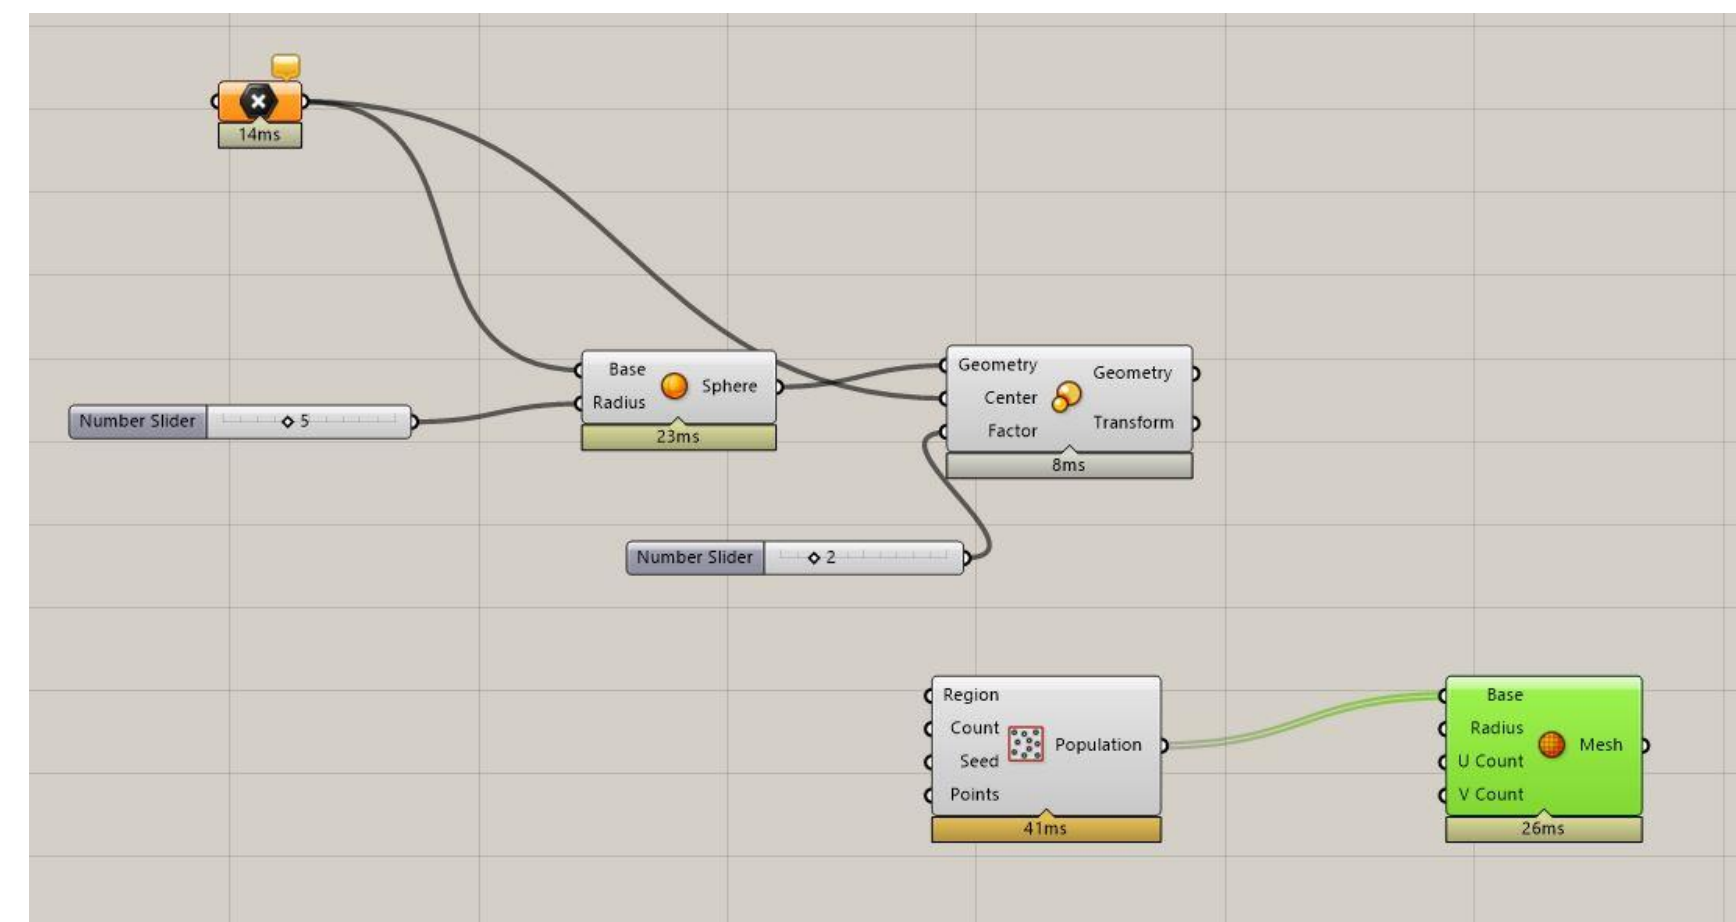 14ms
Base
Radius
Sphere
23ms
Number Slider 5
Geometry
Center
Factor
Geometry
Transform
8ms
Number Slider 2
Region
Count
Seed
Points
Population
41ms
Base
Radius
U Count
V Count
Mesh
26ms